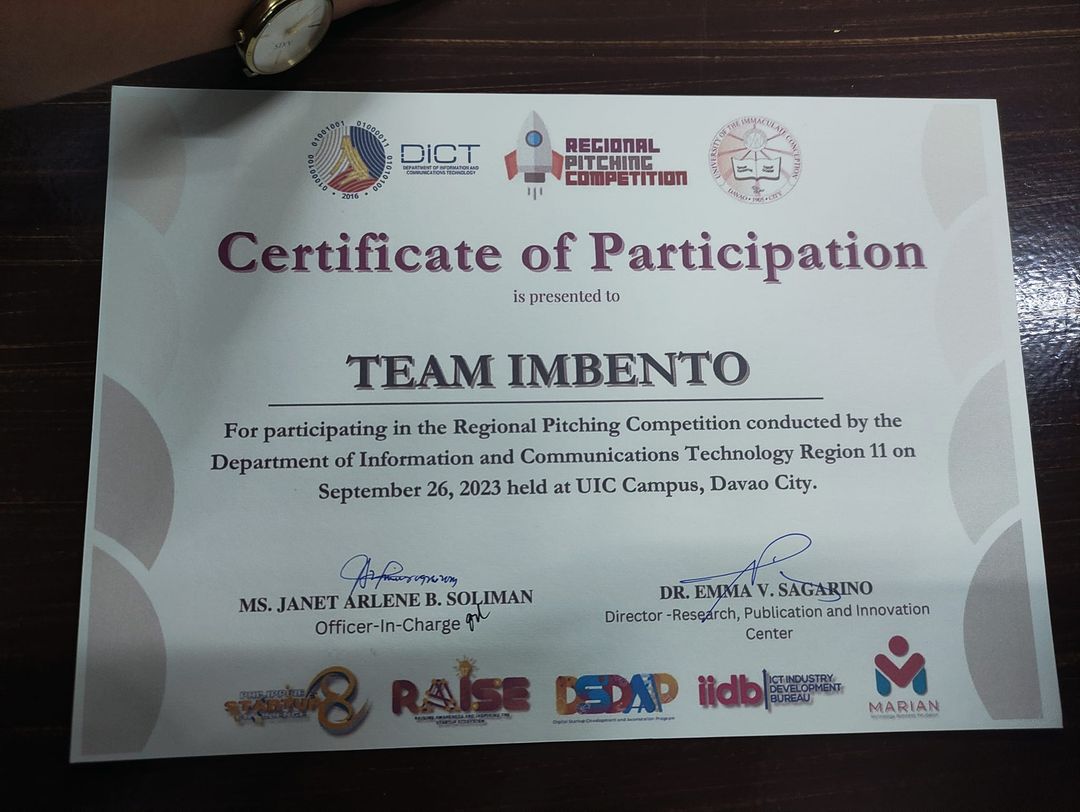 01001001 01000011 01010100 01000100
2016
DICT
DEPARTMENT OF INFORMATION AND
COMMUNICATIONS TECHNOLOGY
REGIONAL
PITCHING
COMPETITION
UNIVERSITY OF THE IMMACULATE CONCEPTION
DAVAO • 1905 • CITY
Certificate of Participation
is presented to
TEAM IMBENTO
For participating in the Regional Pitching Competition conducted by the
Department of Information and Communications Technology Region 11 on
September 26, 2023 held at UIC Campus, Davao City.
MS. JANET ARLENE B. SOLIMAN
Officer-In-Charge
DR. EMMA V. SAGARINO
Director -Research, Publication and Innovation
Center
PHILIPPINE
STARTUP 8
CHALLENGE
RAISE
RAISING AWARENESS AND INSPIRING THE
STARTUP ECOSYSTEM
DSDAP
Digital Startup Development and Acceleration Program
iidb
ICT INDUSTRY
DEVELOPMENT
BUREAU
MARIAN